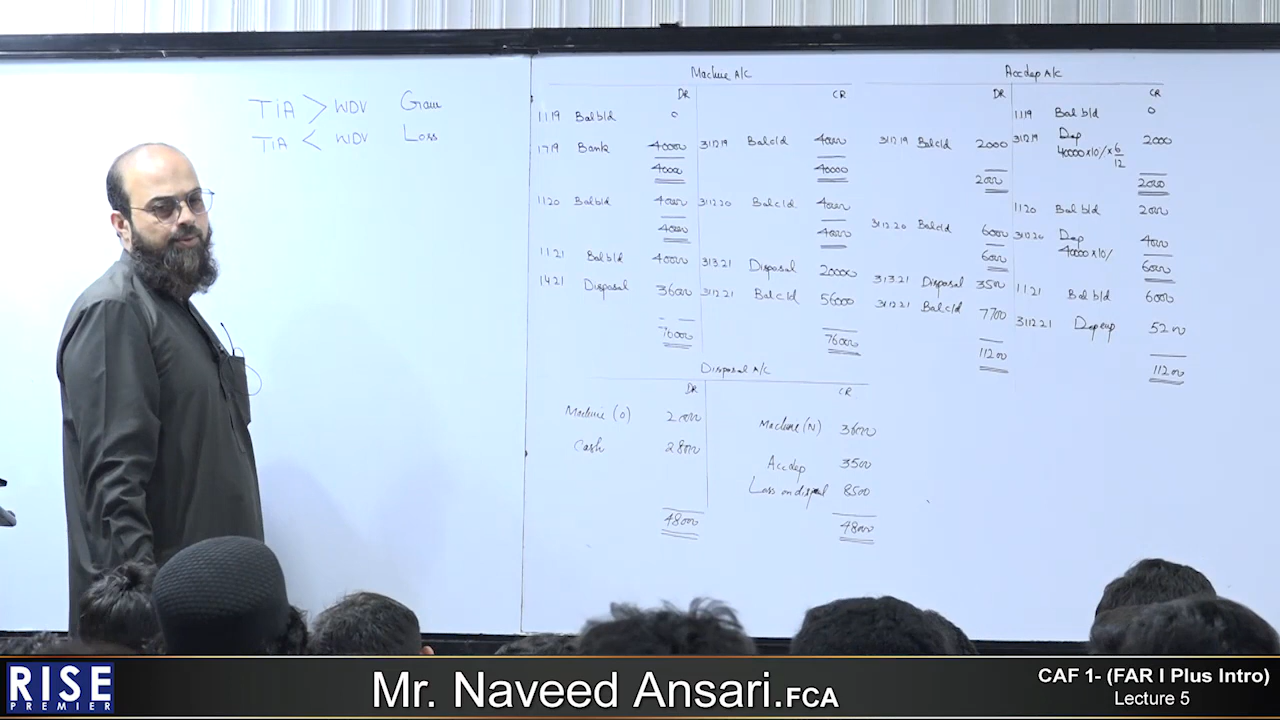 TiA > WDV Gain
TiA < WDV Loss
Machine A/C
DR CR
1 1 19 Bal b/d 0
1 7 19 Bank 40000 31 12 19 Bal c/d 40000
40000 40000
1 1 20 Bal b/d 40000 31 12 20 Bal c/d 40000
40000 40000
1 1 21 Bal b/d 40000 31 3 21 Disposal 20000
1 4 21 Disposal 36000 31 12 21 Bal c/d 56000
76000 76000
Acc dep A/C
DR CR
1 1 19 Bal b/d 0
31 12 19 Bal c/d 2000 31 12 19 Dep 2000
40000 x 10/ x 6/12
2000 2000
1 1 20 Bal b/d 2000
31 12 20 Bal c/d 6000 31 12 20 Dep 4000
40000 x 10/
6000 6000
31 3 21 Disposal 3500 1 1 21 Bal b/d 6000
31 12 21 Bal c/d 7700 31 12 21 Dep exp 5200
11200 11200
Disposal A/C
DR CR
Machine (O) 20000 Machine (N) 36000
Cash 28000 Acc dep 3500
Loss on disposal 8500
48000 48000
RISE
PREMIER
Mr. Naveed Ansari.FCA
CAF 1- (FAR I Plus Intro)
Lecture 5